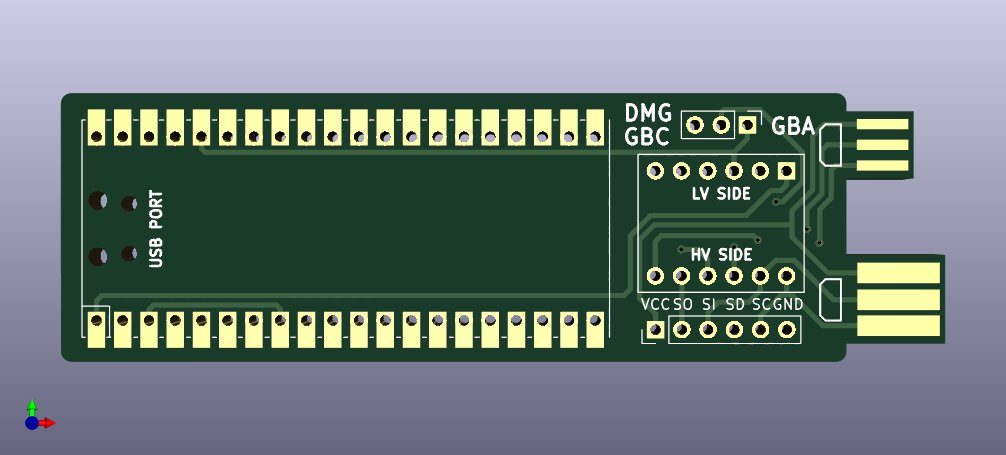 DMG
GBC
GBA
LV SIDE
USB PORT
HV SIDE
VCC SO SI SD SC GND